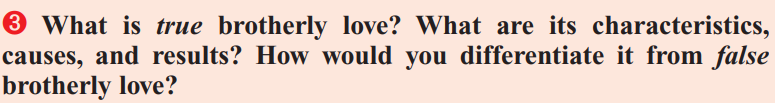 ❸ What is true brotherly love? What are its characteristics,
causes, and results? How would you differentiate it from false
brotherly love?